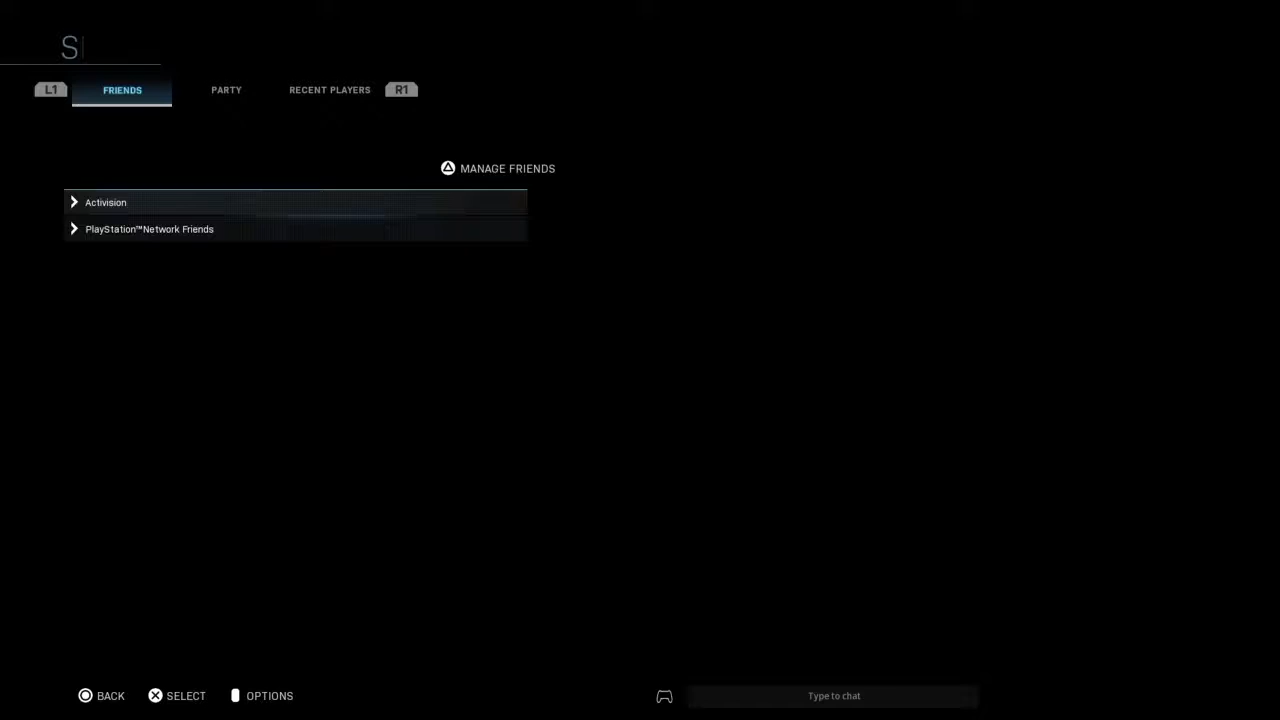 S
L1 FRIENDS PARTY RECENT PLAYERS R1
MANAGE FRIENDS
Activision
PlayStation™Network Friends
BACK SELECT OPTIONS
Type to chat